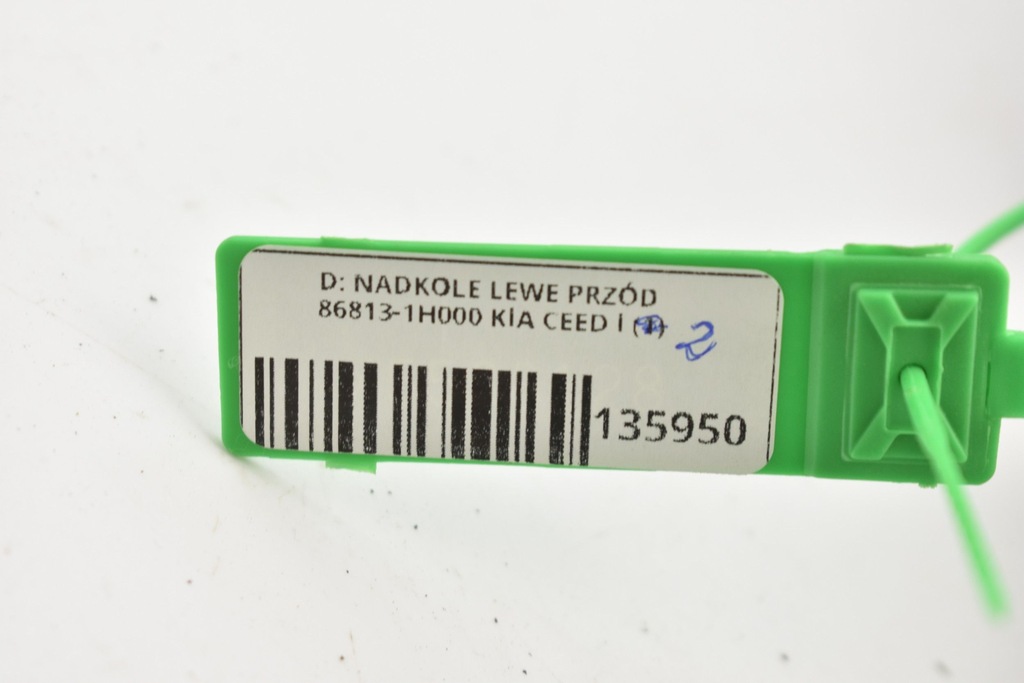 D: NADKOLE LEWE PRZÓD
86813-1H000 KIA CEED I
2
135950